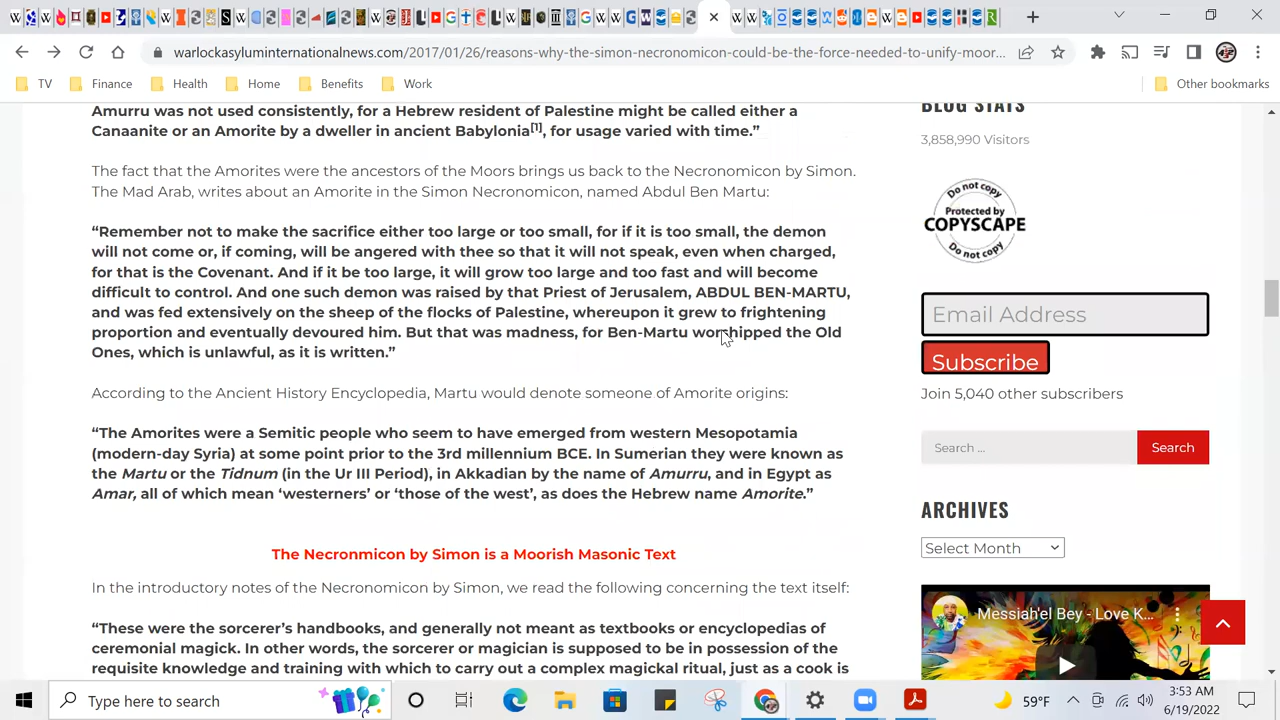 warlockasyluminternationalnews.com/2017/01/26/reasons-why-the-simon-necronomicon-could-be-the-force-needed-to-unify-moor...
TV Finance Health Home Benefits Work Other bookmarks
Amurru was not used consistently, for a Hebrew resident of Palestine might be called either a
Canaanite or an Amorite by a dweller in ancient Babylonia[1], for usage varied with time.”
The fact that the Amorites were the ancestors of the Moors brings us back to the Necronomicon by Simon.
The Mad Arab, writes about an Amorite in the Simon Necronomicon, named Abdul Ben Martu:
“Remember not to make the sacrifice either too large or too small, for if it is too small, the demon
will not come or, if coming, will be angered with thee so that it will not speak, even when charged,
for that is the Covenant. And if it be too large, it will grow too large and too fast and will become
difficult to control. And one such demon was raised by that Priest of Jerusalem, ABDUL BEN-MARTU,
and was fed extensively on the sheep of the flocks of Palestine, whereupon it grew to frightening
proportion and eventually devoured him. But that was madness, for Ben-Martu worshipped the Old
Ones, which is unlawful, as it is written.”
According to the Ancient History Encyclopedia, Martu would denote someone of Amorite origins:
“The Amorites were a Semitic people who seem to have emerged from western Mesopotamia
(modern-day Syria) at some point prior to the 3rd millennium BCE. In Sumerian they were known as
the Martu or the Tidnum (in the Ur III Period), in Akkadian by the name of Amurru, and in Egypt as
Amar, all of which mean ‘westerners’ or ‘those of the west’, as does the Hebrew name Amorite.”
The Necronmicon by Simon is a Moorish Masonic Text
In the introductory notes of the Necronomicon by Simon, we read the following concerning the text itself:
“These were the sorcerer’s handbooks, and generally not meant as textbooks or encyclopedias of
ceremonial magick. In other words, the sorcerer or magician is supposed to be in possession of the
requisite knowledge and training with which to carry out a complex magickal ritual, just as a cook is
BLOG STATS
3,858,990 Visitors
Do not copy
Protected by
COPYSCAPE
Do not copy
Email Address
Subscribe
Join 5,040 other subscribers
Search ...
Search
ARCHIVES
Select Month
Messiah'el Bey - Love K...
Type here to search
59°F
3:53 AM
6/19/2022